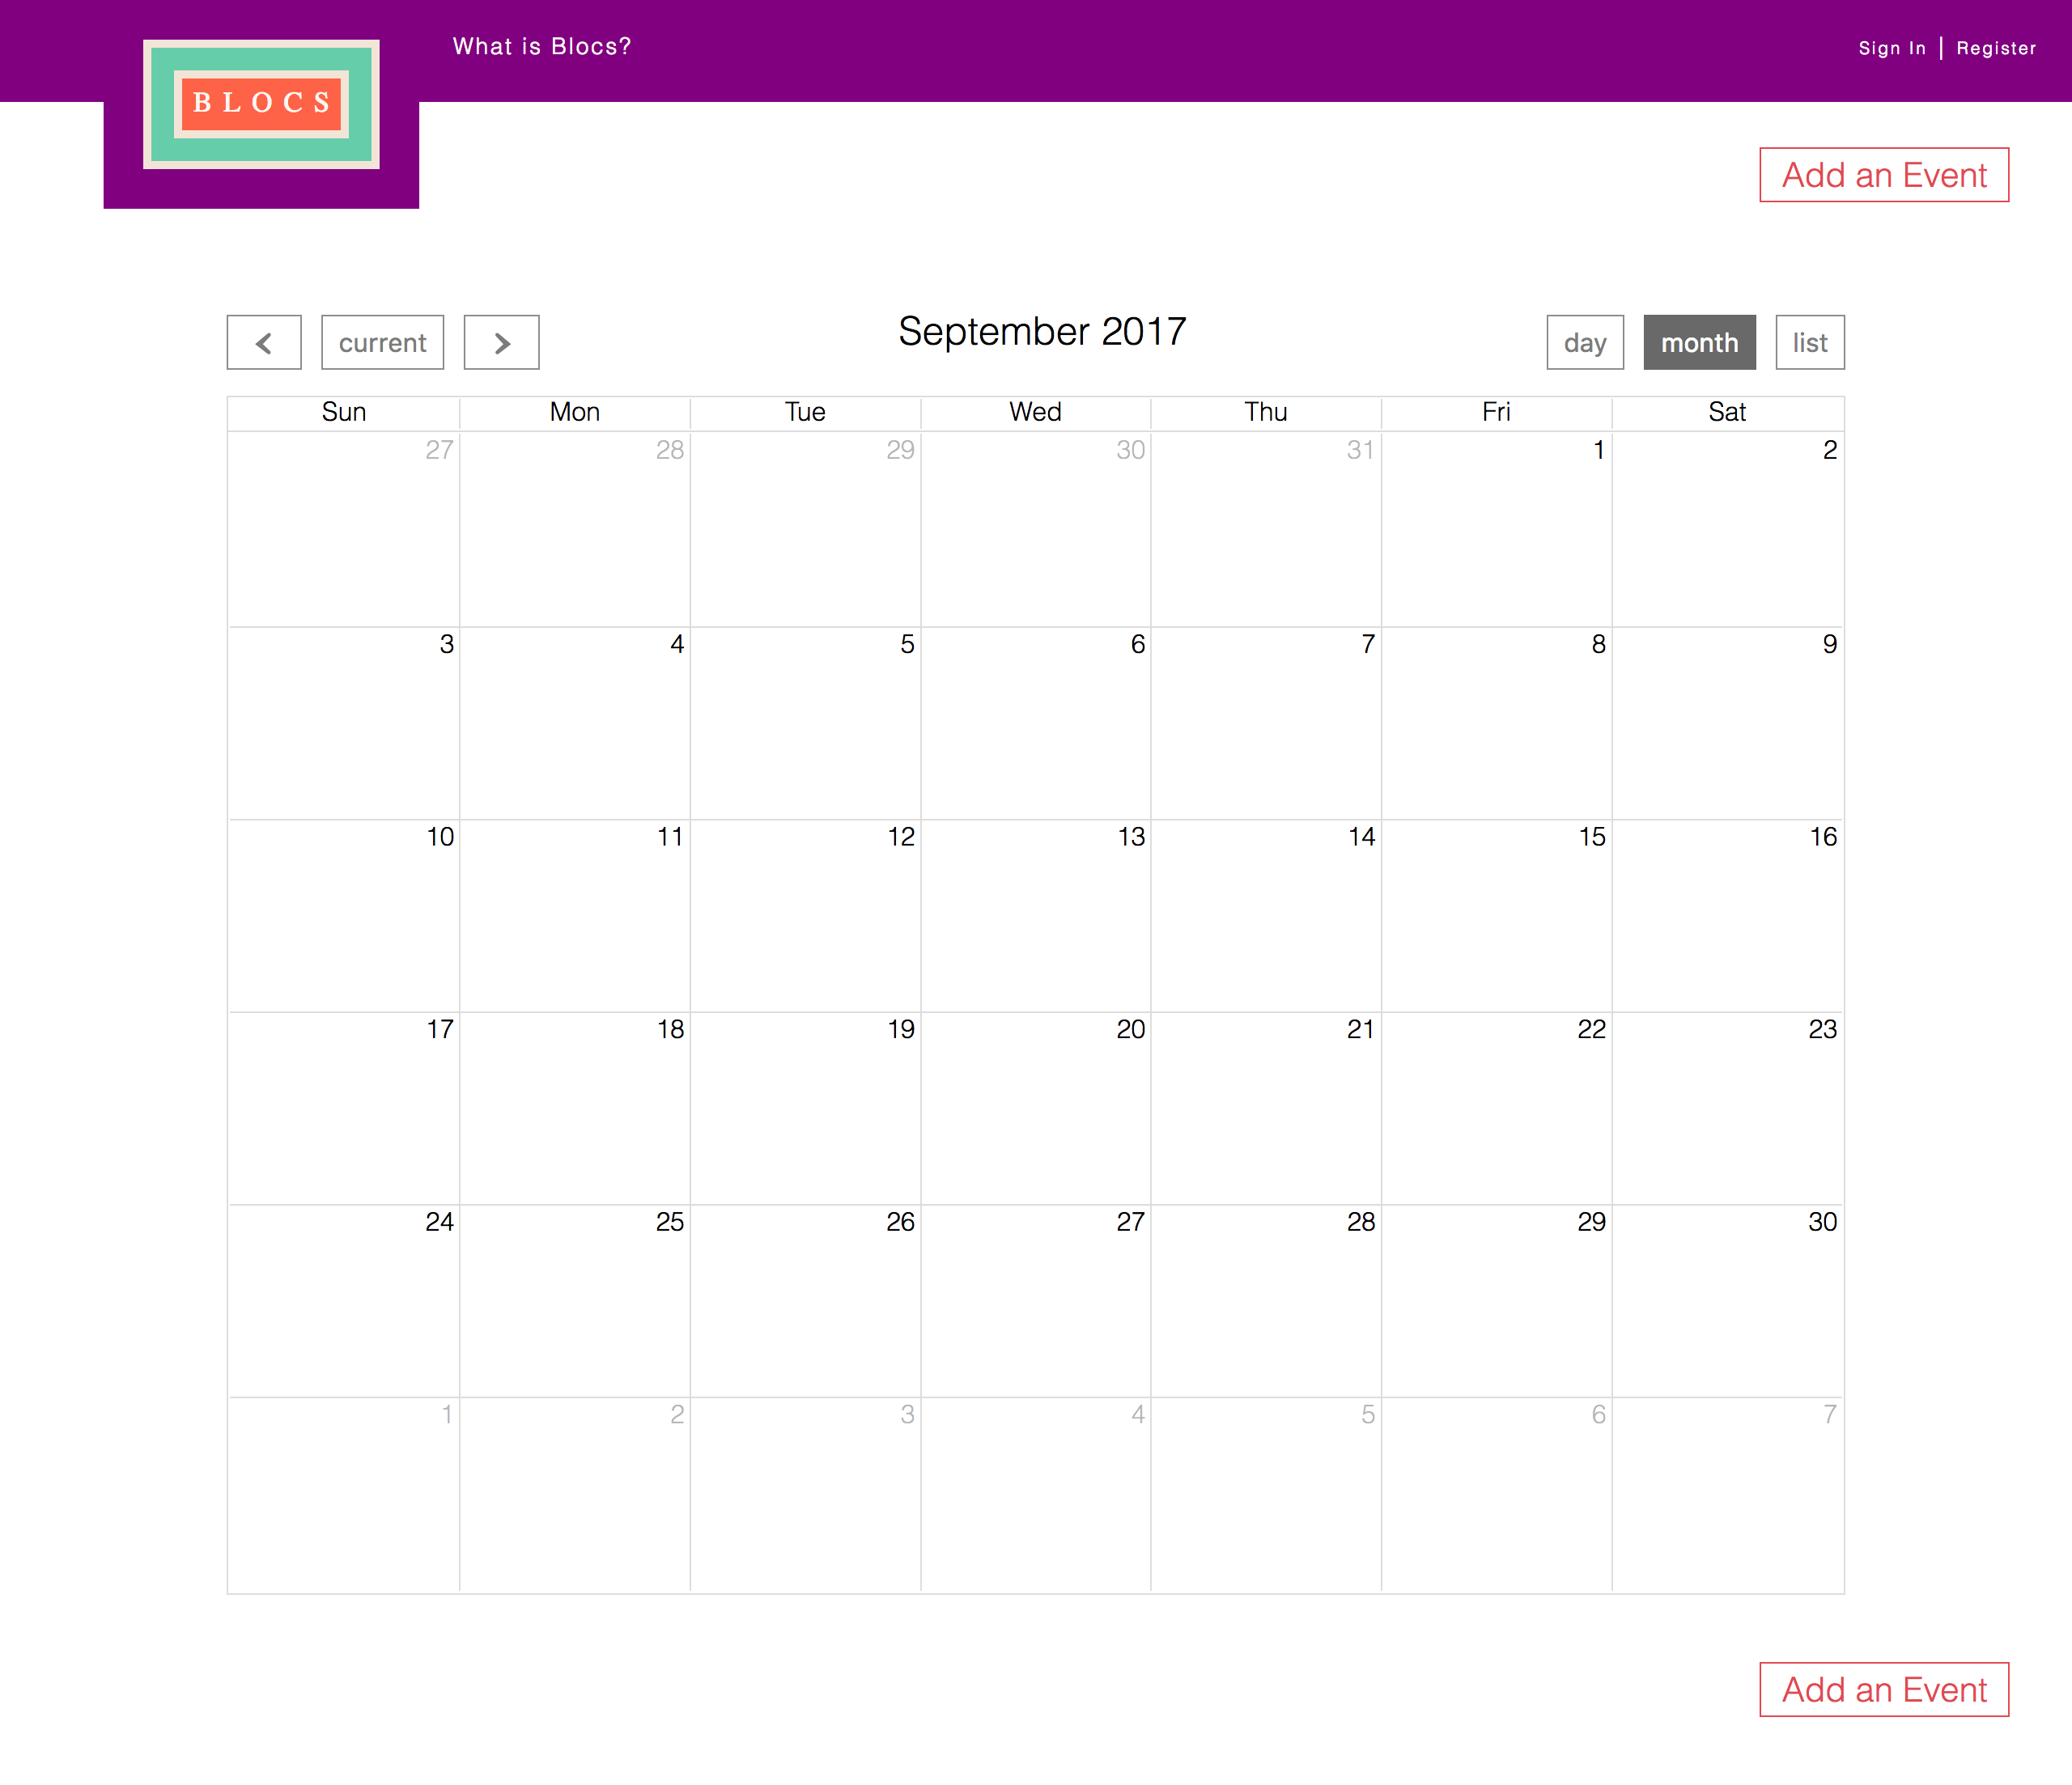 What is Blocs?
Sign In | Register
BLOCS
Add an Event
< current >
September 2017
day month list
Sun Mon Tue Wed Thu Fri Sat
27 28 29 30 31 1 2
3 4 5 6 7 8 9
10 11 12 13 14 15 16
17 18 19 20 21 22 23
24 25 26 27 28 29 30
1 2 3 4 5 6 7
Add an Event